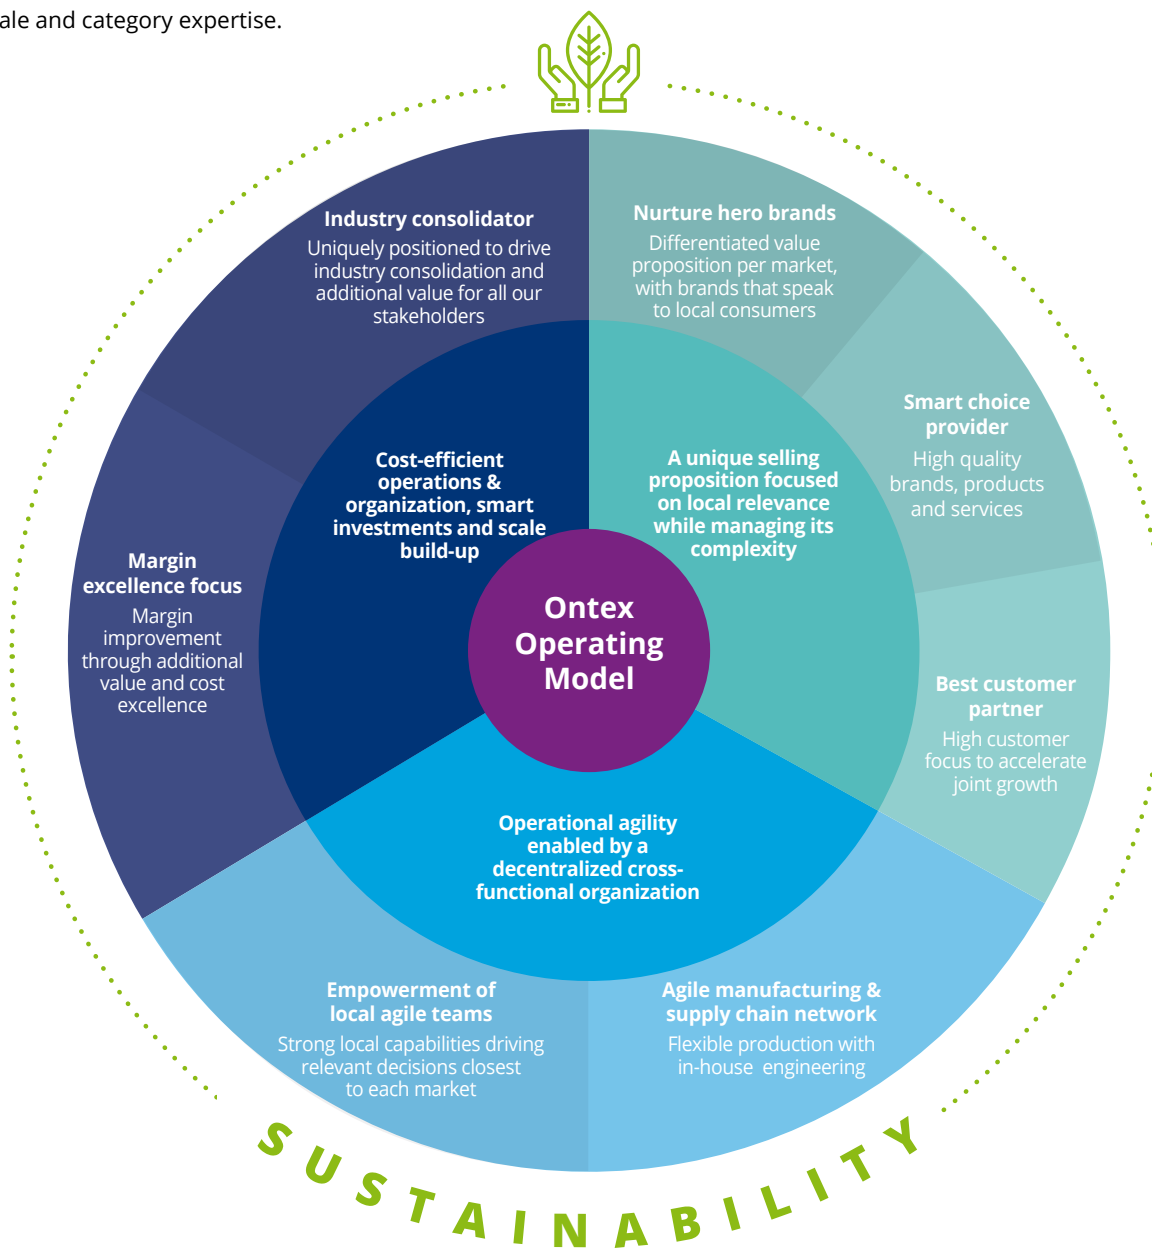 ale and category expertise.
Industry consolidator
Uniquely positioned to drive
industry consolidation and
additional value for all our
stakeholders
Nurture hero brands
Differentiated value
proposition per market,
with brands that speak
to local consumers
Smart choice
provider
High quality
brands, products
and services
Cost-efficient
operations &
organization, smart
investments and scale
build-up
A unique selling
proposition focused
on local relevance
while managing its
complexity
Margin
excellence focus
Margin
improvement
through additional
value and cost
excellence
Ontex
Operating
Model
Best customer
partner
High customer
focus to accelerate
joint growth
Operational agility
enabled by a
decentralized cross-
functional organization
Empowerment of
local agile teams
Strong local capabilities driving
relevant decisions closest
to each market
Agile manufacturing &
supply chain network
Flexible production with
in-house engineering
SUSTAINABILITY